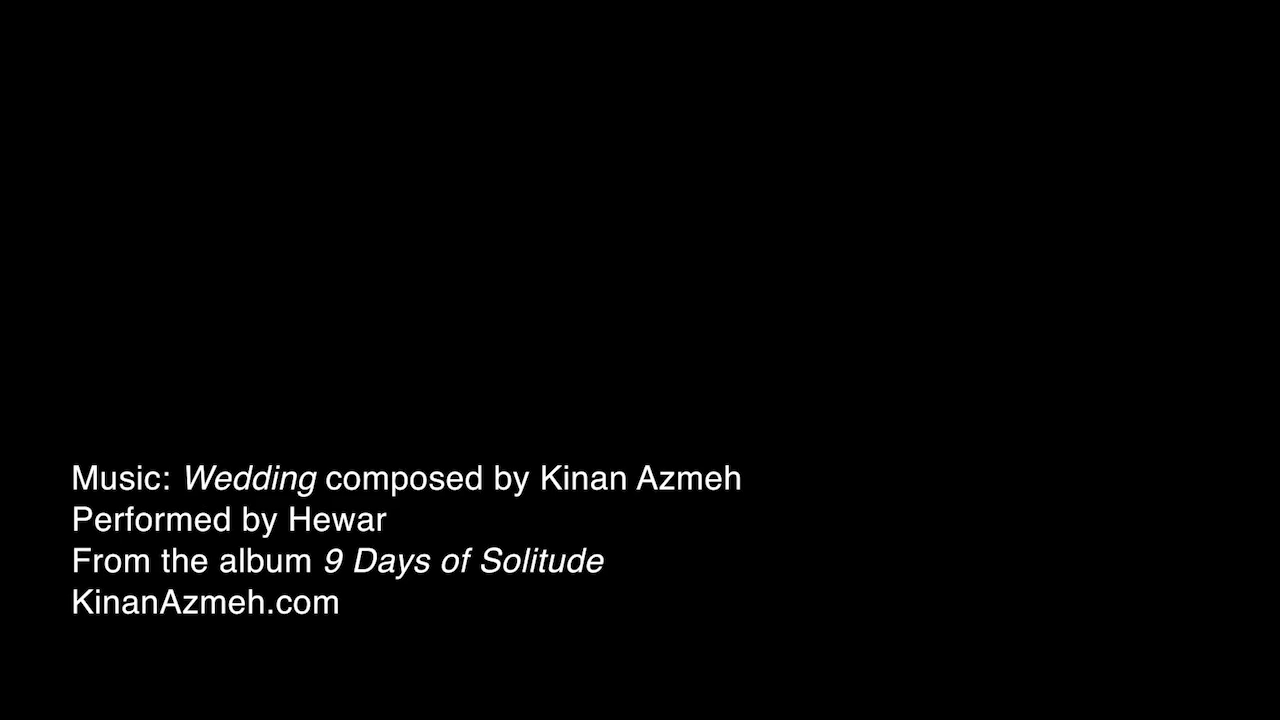 Music: Wedding composed by Kinan Azmeh
Performed by Hewar
From the album 9 Days of Solitude
KinanAzmeh.com